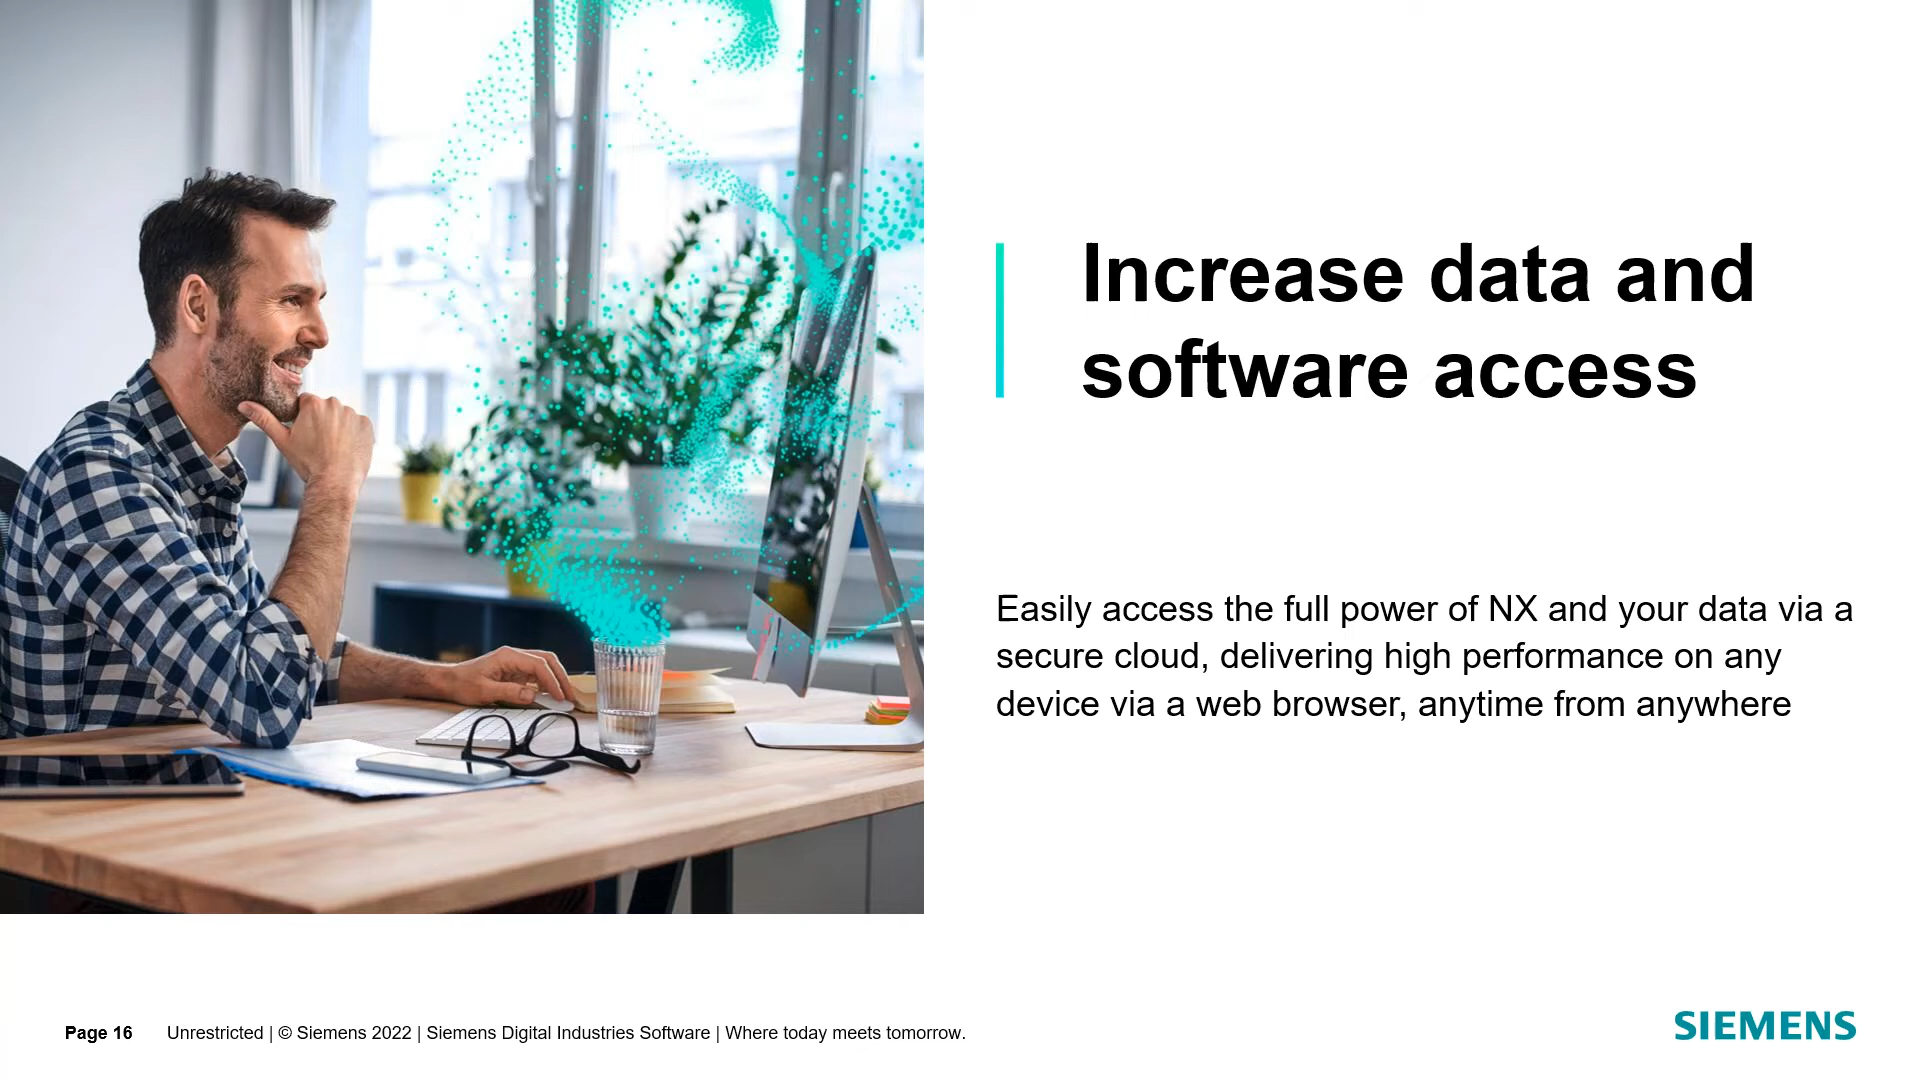 Increase data and
software access
Easily access the full power of NX and your data via a
secure cloud, delivering high performance on any
device via a web browser, anytime from anywhere
Page 16 Unrestricted | © Siemens 2022 | Siemens Digital Industries Software | Where today meets tomorrow.
SIEMENS